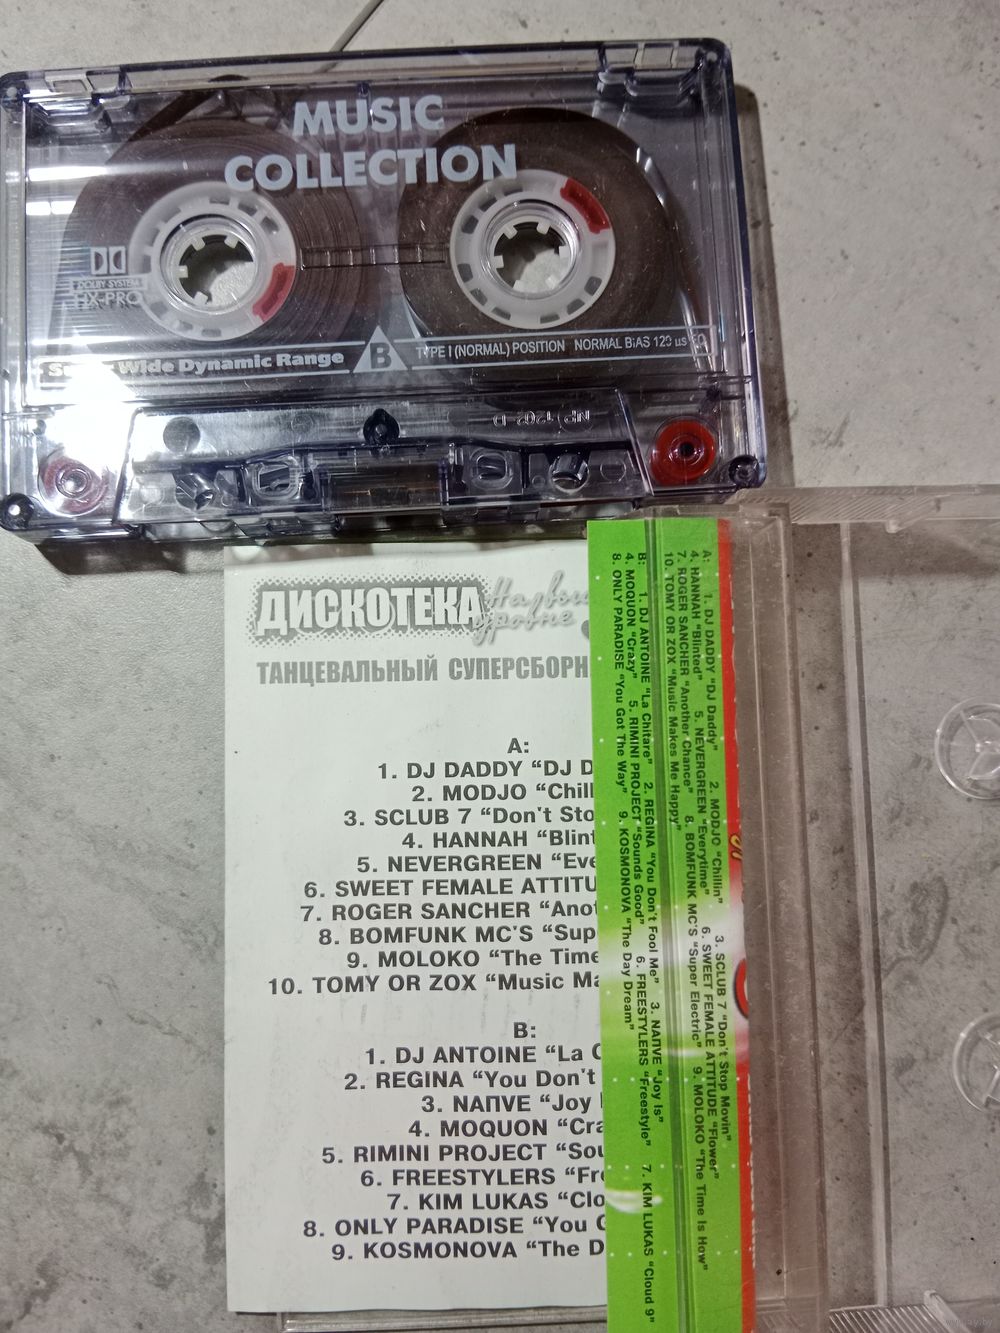 MUSIC
COLLECTION
DOLBY SYSTEM
HX-PRO
Wide Dynamic Range
B
TYPE I (NORMAL) POSITION NORMAL BIAS 120 µs
ДИСКОТЕКА
На новом
уровне
ТАНЦЕВАЛЬНЫЙ СУПЕРСБОРН
A:
1. DJ DADDY “DJ D
2. MODJO “Chill
3. SCLUB 7 “Don't Sto
4. HANNAH “Blint
5. NEVERGREEN “Eve
6. SWEET FEMALE ATTITU
7. ROGER SANCHER “Anot
8. BOMFUNK MC'S “Sup
9. MOLOKO “The Time
10. TOMY OR ZOX “Music Ma
B:
1. DJ ANTOINE “La C
2. REGINA “You Don't
3. NAПVE “Joy
4. MOQUON “Cra
5. RIMINI PROJECT “Sou
6. FREESTYLERS “Fre
7. KIM LUKAS “Clo
8. ONLY PARADISE “You G
9. KOSMONOVA “The D
A: 1. DJ DADDY “DJ Daddy” 2. MODJO “Chillin” 3. SCLUB 7 “Don't Stop Movin”
4. HANNAH “Blinted” 5. NEVERGREEN “Everytime” 6. SWEET FEMALE ATTITUDE “Flower”
7. ROGER SANCHER “Another Chance” 8. BOMFUNK MC'S “Super Electric” 9. MOLOKO “The Time Is How”
10. TOMY OR ZOX “Music Makes Me Happy”
B: 1. DJ ANTOINE “La Chitare” 2. REGINA “You Don't Fool Me” 3. NAПVE “Joy Is”
4. MOQUON “Crazy” 5. RIMINI PROJECT “Sounds Good” 6. FREESTYLERS “Freestyle” 7. KIM LUKAS “Cloud 9”
8. ONLY PARADISE “You Got The Way” 9. KOSMONOVA “The Day Dream”